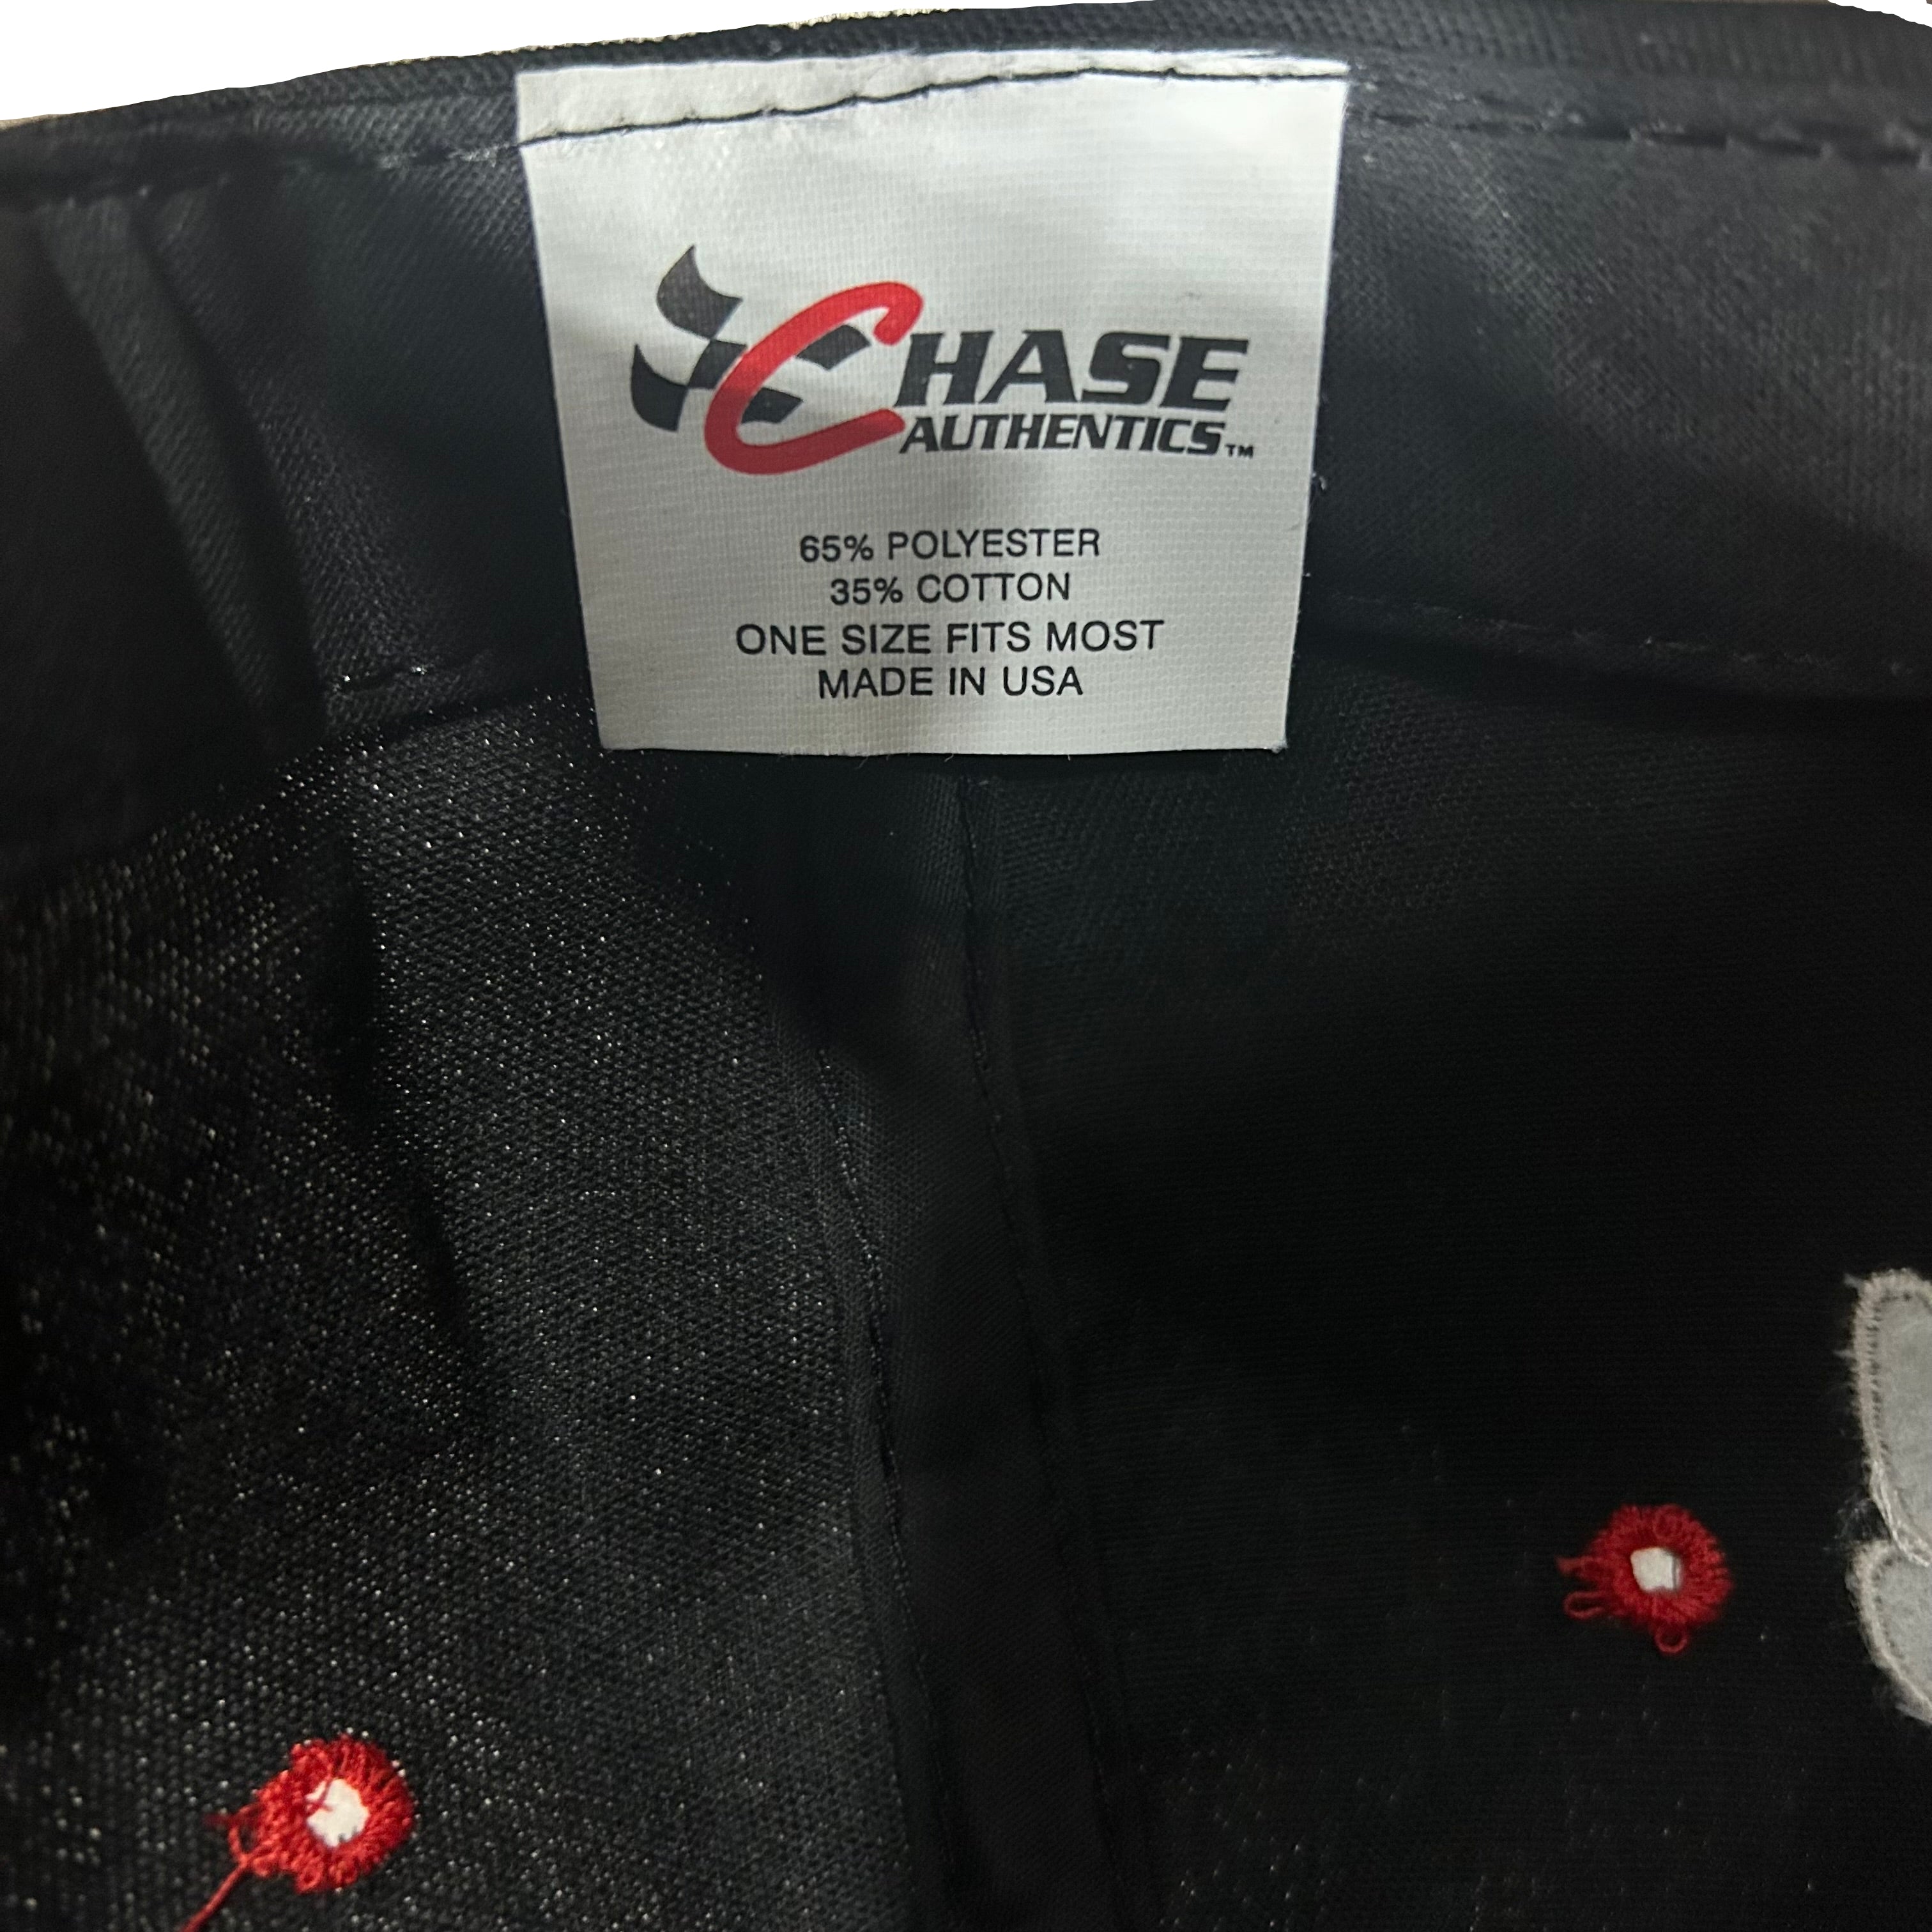 CHASE
AUTHENTICS™
65% POLYESTER
35% COTTON
ONE SIZE FITS MOST
MADE IN USA